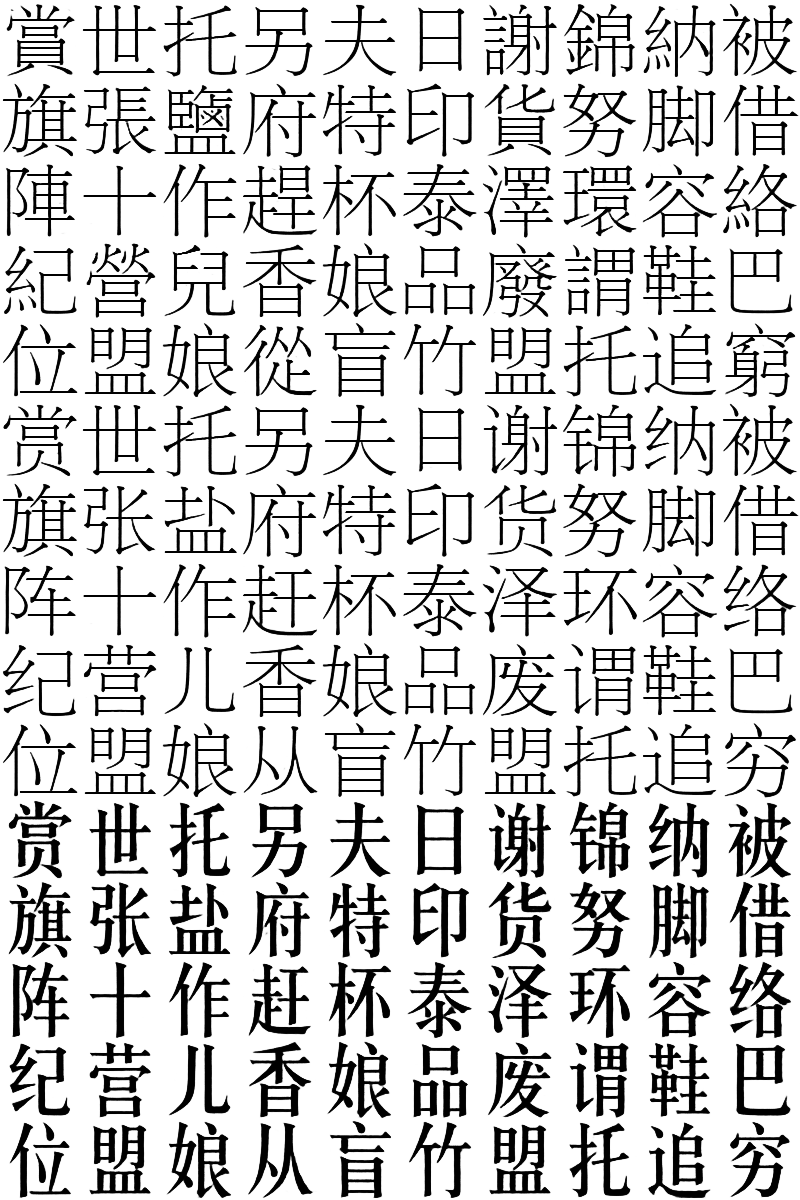 賞世托另夫日謝錦納被
旗張鹽府特印貨努脚借
陣十作趕杯泰澤環容絡
紀營兒香娘品廢謂鞋巴
位盟娘從盲竹盟托追窮
赏世托另夫日谢锦纳被
旗张盐府特印货努脚借
阵十作赶杯泰泽环容络
纪营儿香娘品废谓鞋巴
位盟娘从盲竹盟托追穷
赏世托另夫日谢锦纳被
旗张盐府特印货努脚借
阵十作赶杯泰泽环容络
纪营儿香娘品废谓鞋巴
位盟娘从盲竹盟托追穷